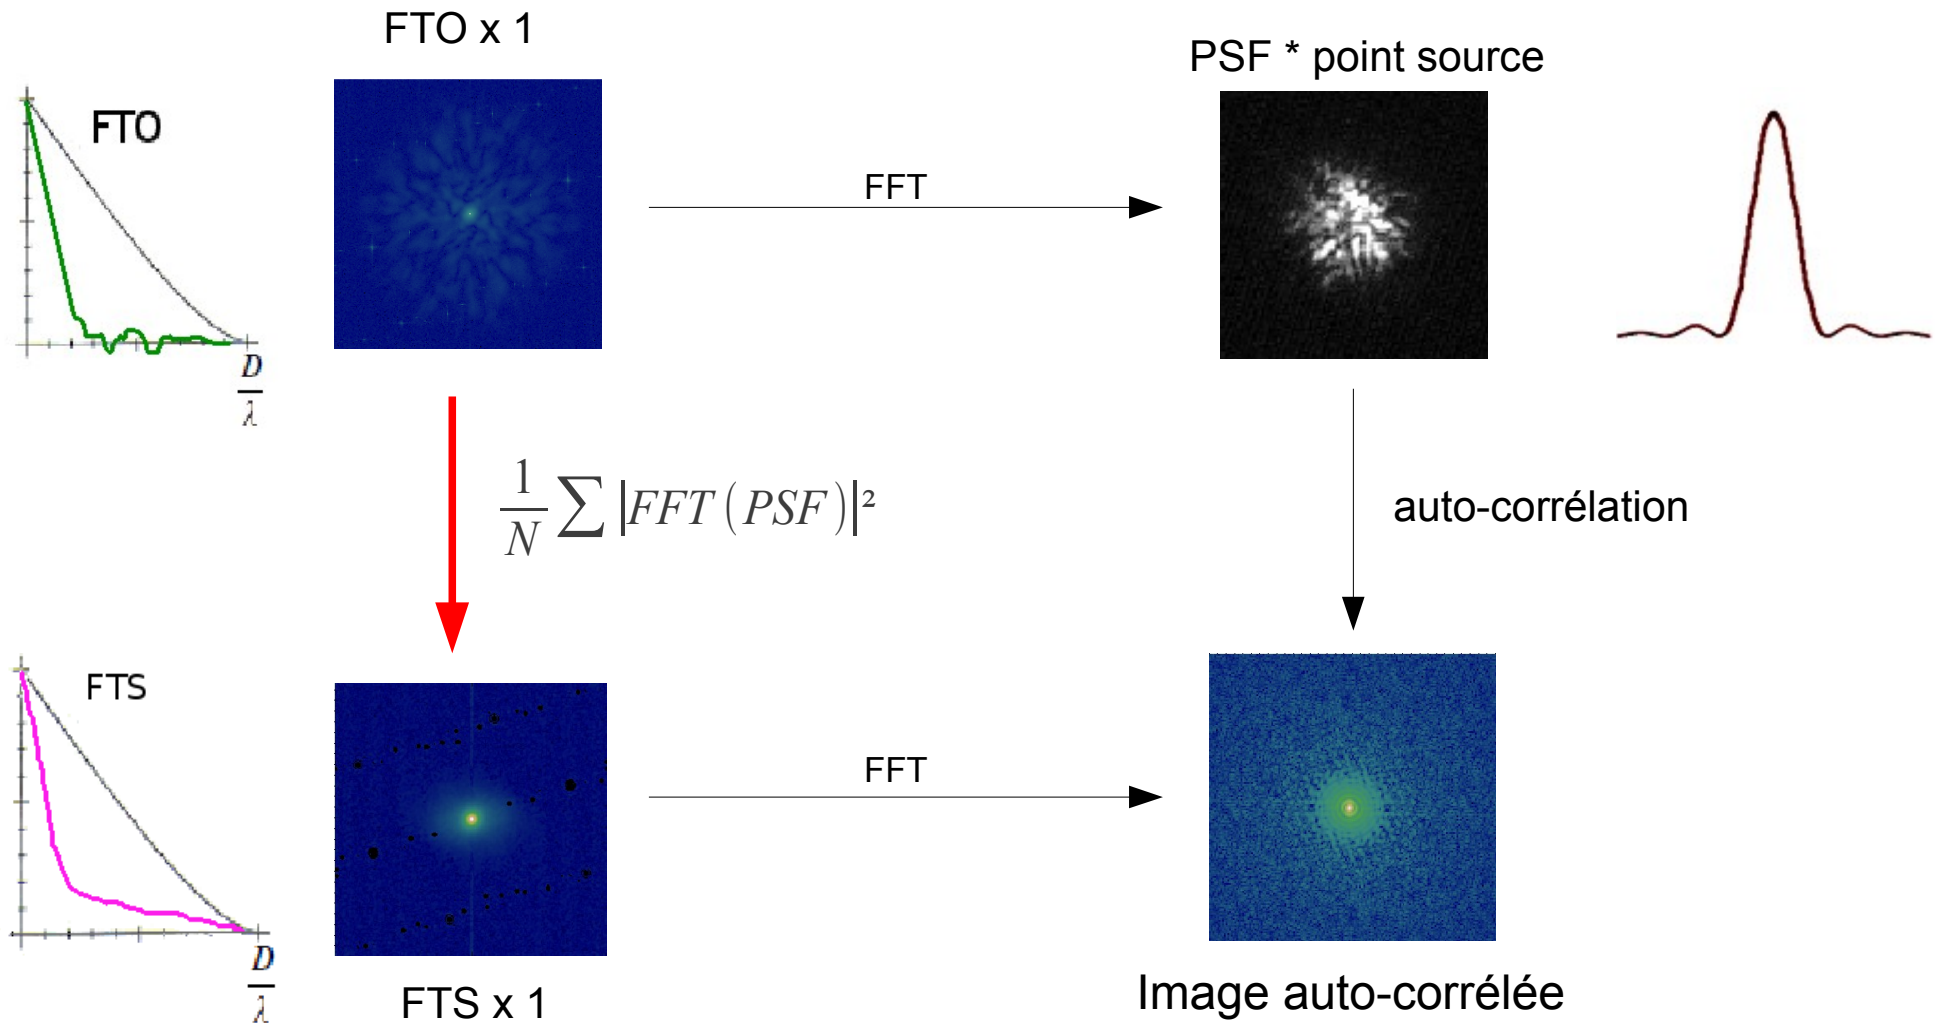 FTO x 1
PSF * point source
FTO
FFT
D
λ
1
N
∑ |FFT (PSF)|²
auto-corrélation
FTS
FFT
D
λ
FTS x 1
Image auto-corrélée